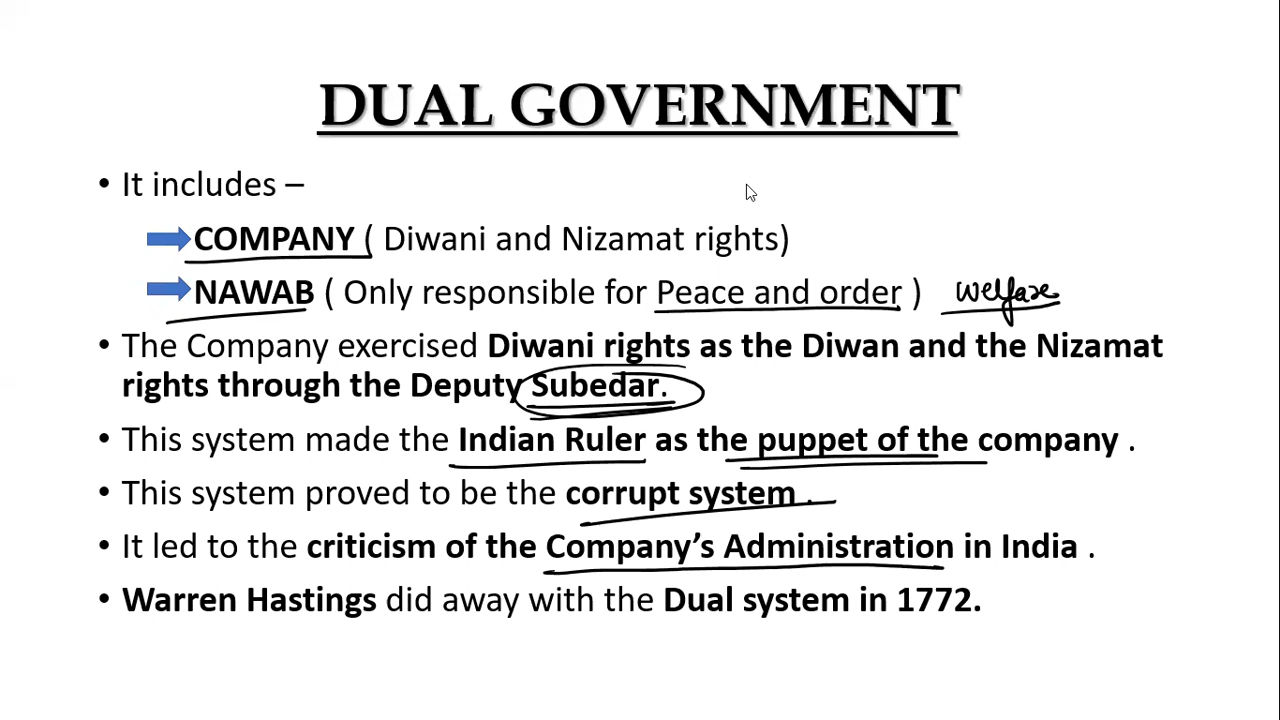 DUAL GOVERNMENT
• It includes –
COMPANY ( Diwani and Nizamat rights)
NAWAB ( Only responsible for Peace and order ) welfare
• The Company exercised Diwani rights as the Diwan and the Nizamat
rights through the Deputy Subedar.
• This system made the Indian Ruler as the puppet of the company .
• This system proved to be the corrupt system .
• It led to the criticism of the Company’s Administration in India .
• Warren Hastings did away with the Dual system in 1772.